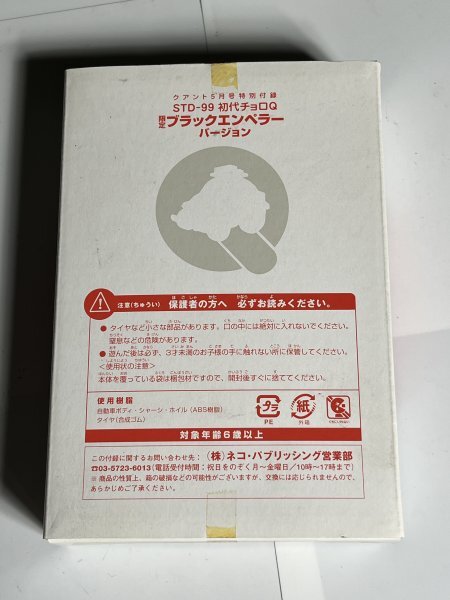 クアント5月号特別付録
STD-99 初代チョロQ
限定 ブラックエンペラー
バージョン
注意(ちゅうい) 保護者の方へ 必ずお読みください。
●タイヤなど小さな部品があります。口の中には絶対に入れないでください。
窒息などの危険があります。
●遊んだ後は必ず、3才未満のお子様の手に触れない所に保管してください。
<使用状の注意>
本体を覆っている袋は梱包材ですので、開封後すぐに捨ててください。
使用樹脂
自動車ボディ・シャーシ・ホイル(ABS樹脂)
タイヤ(合成ゴム)
プラ
PE
紙
外箱
対象年齢6歳以上
この付録に関するお問い合わせ先:(株)ネコ・パブリッシング営業部
☎03-5723-6013(電話受付時間:祝日をのぞく月〜金曜日/10時〜17時まで)
※商品の性質上、箱の破損などの可能性がございますが、交換には応じられませんので、
あらかじめご了承ください。